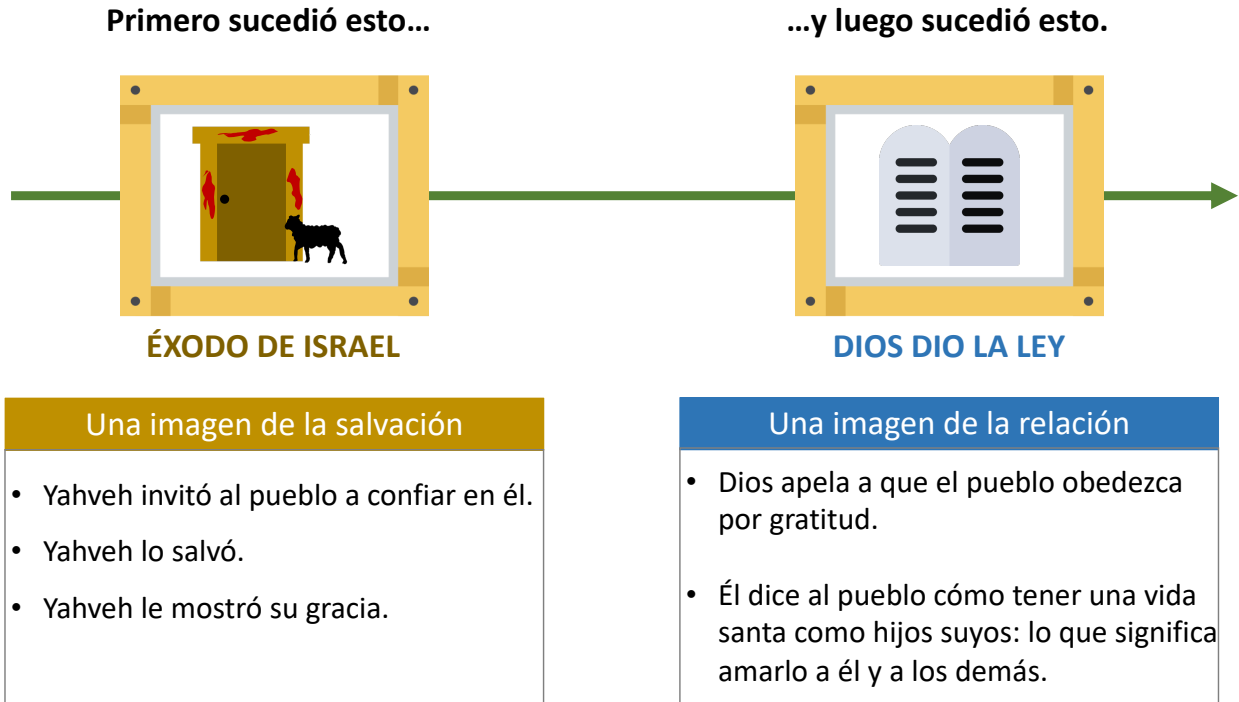 Primero sucedió esto…
…y luego sucedió esto.
ÉXODO DE ISRAEL
DIOS DIO LA LEY
Una imagen de la salvación
• Yahveh invitó al pueblo a confiar en él.
• Yahveh lo salvó.
• Yahveh le mostró su gracia.
Una imagen de la relación
• Dios apela a que el pueblo obedezca
por gratitud.
• Él dice al pueblo cómo tener una vida
santa como hijos suyos: lo que significa
amarlo a él y a los demás.